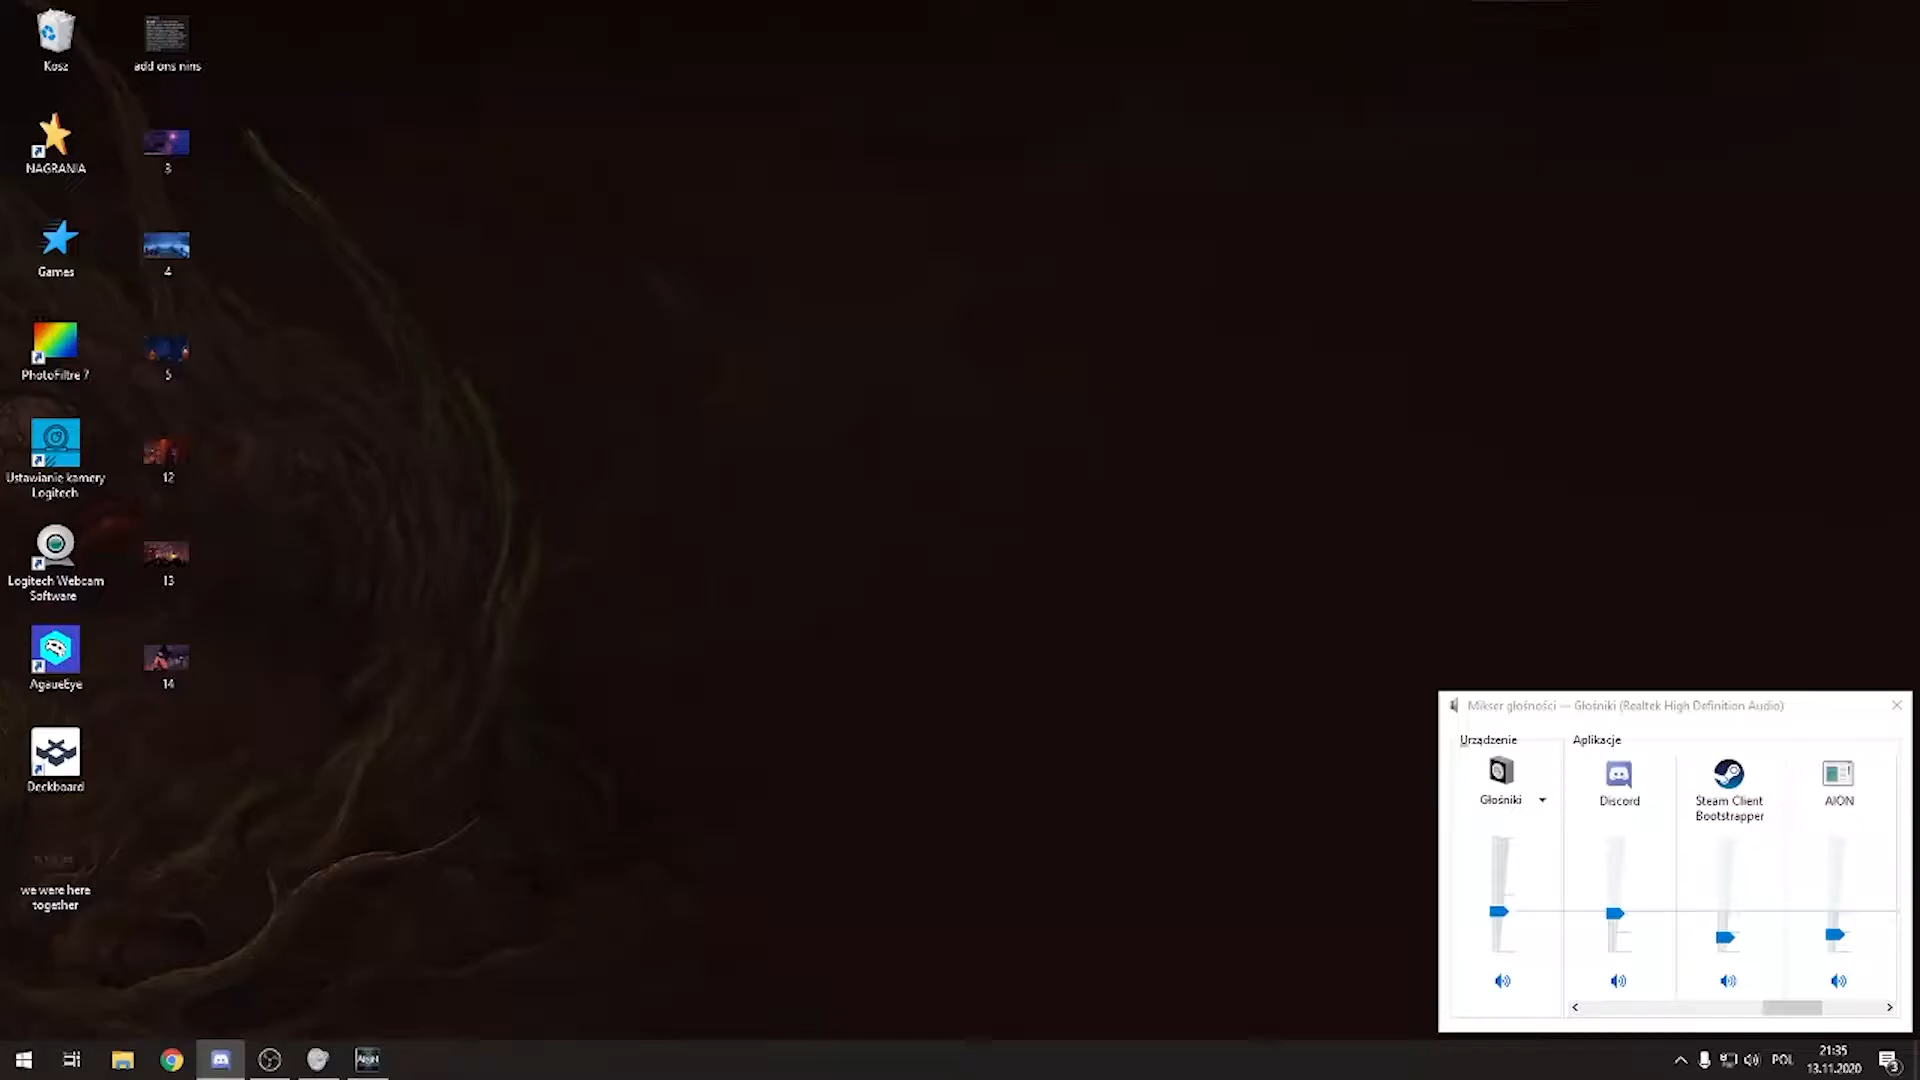 Kosz
add ons nins
NAGRANIA
3
Games
4
PhotoFiltre 7
5
Ustawianie kamery
Logitech
12
Logitech Webcam
Software
13
AgaueEye
14
Deckboard
we were here
together
Mikser głośności — Głośniki (Realtek High Definition Audio)
Urządzenie
Aplikacje
Głośniki
Discord
Steam Client
Bootstrapper
AION
AION
POL
21:35
13.11.2020
3